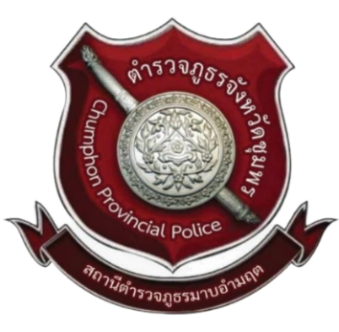 ตำรวจภูธรจังหวัดชุมพร
Chumphon Provincial Police
สถานีตำรวจภูธรมาบอำมฤต